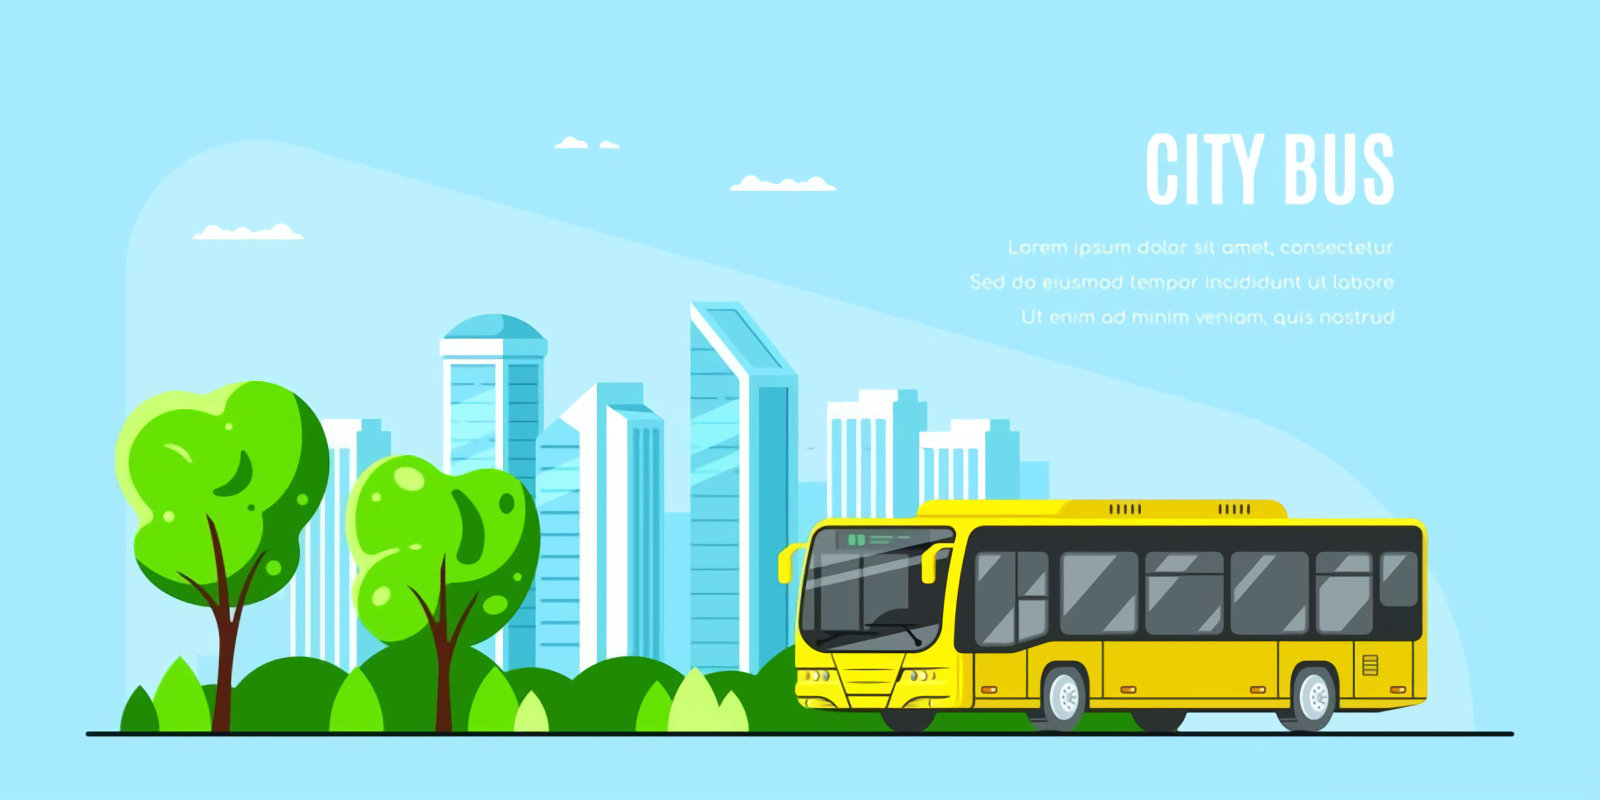 CITY BUS
Lorem ipsum dolor sit amet, consectetur
Sed do eiusmod tempor incididunt ut labore
Ut enim ad minim veniam, quis nostrud